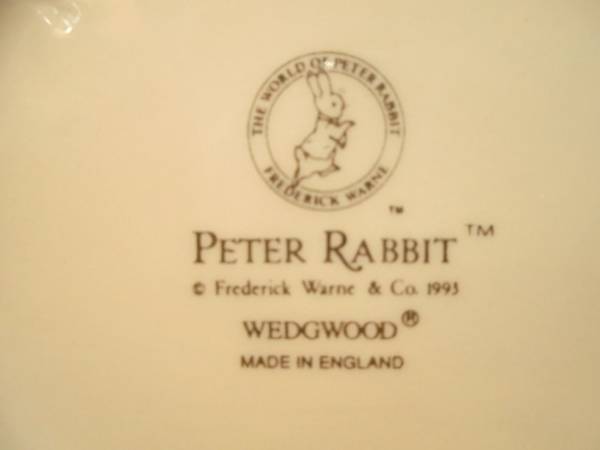 THE WORLD OF PETER RABBIT
FREDERICK WARNE
TM
PETER RABBIT TM
© Frederick Warne & Co. 1993
WEDGWOOD®
MADE IN ENGLAND